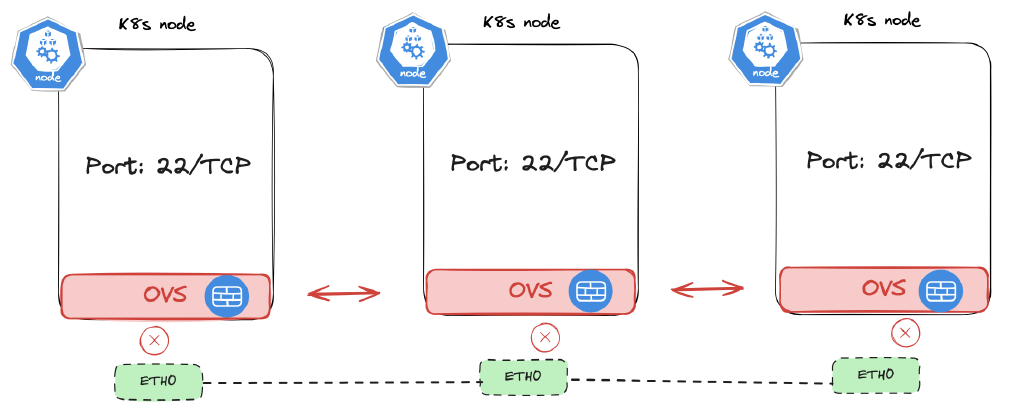 K8s node
K8s node
K8s node
node
node
node
Port: 22/TCP
Port: 22/TCP
Port: 22/TCP
OVS
OVS
OVS
ETH0
ETH0
ETH0